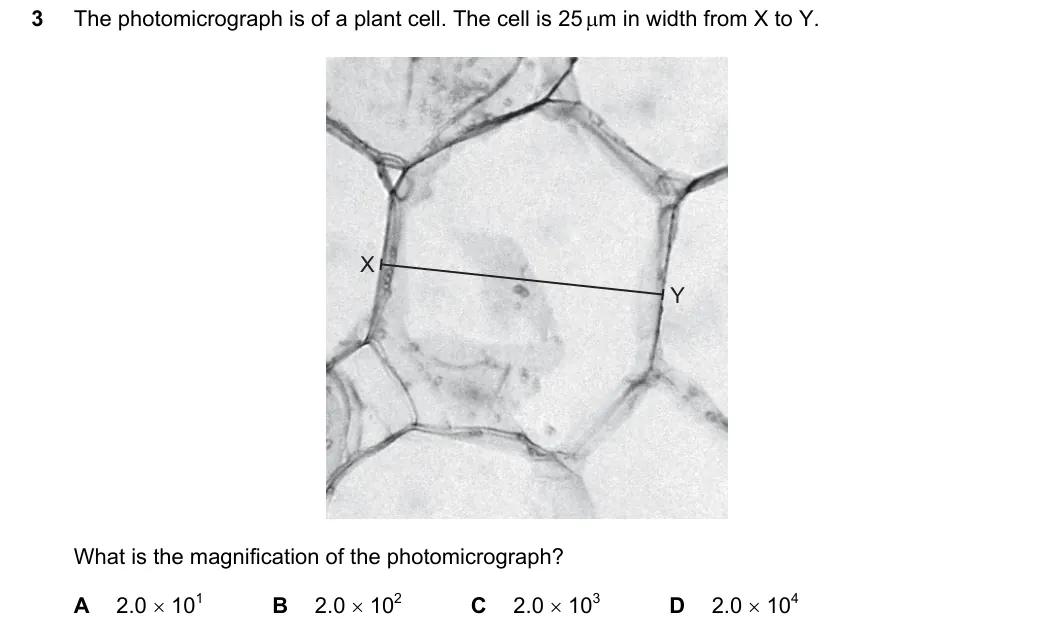 3 The photomicrograph is of a plant cell. The cell is 25 μm in width from X to Y.
X
Y
What is the magnification of the photomicrograph?
A 2.0 × 10¹ B 2.0 × 10² C 2.0 × 10³ D 2.0 × 10⁴